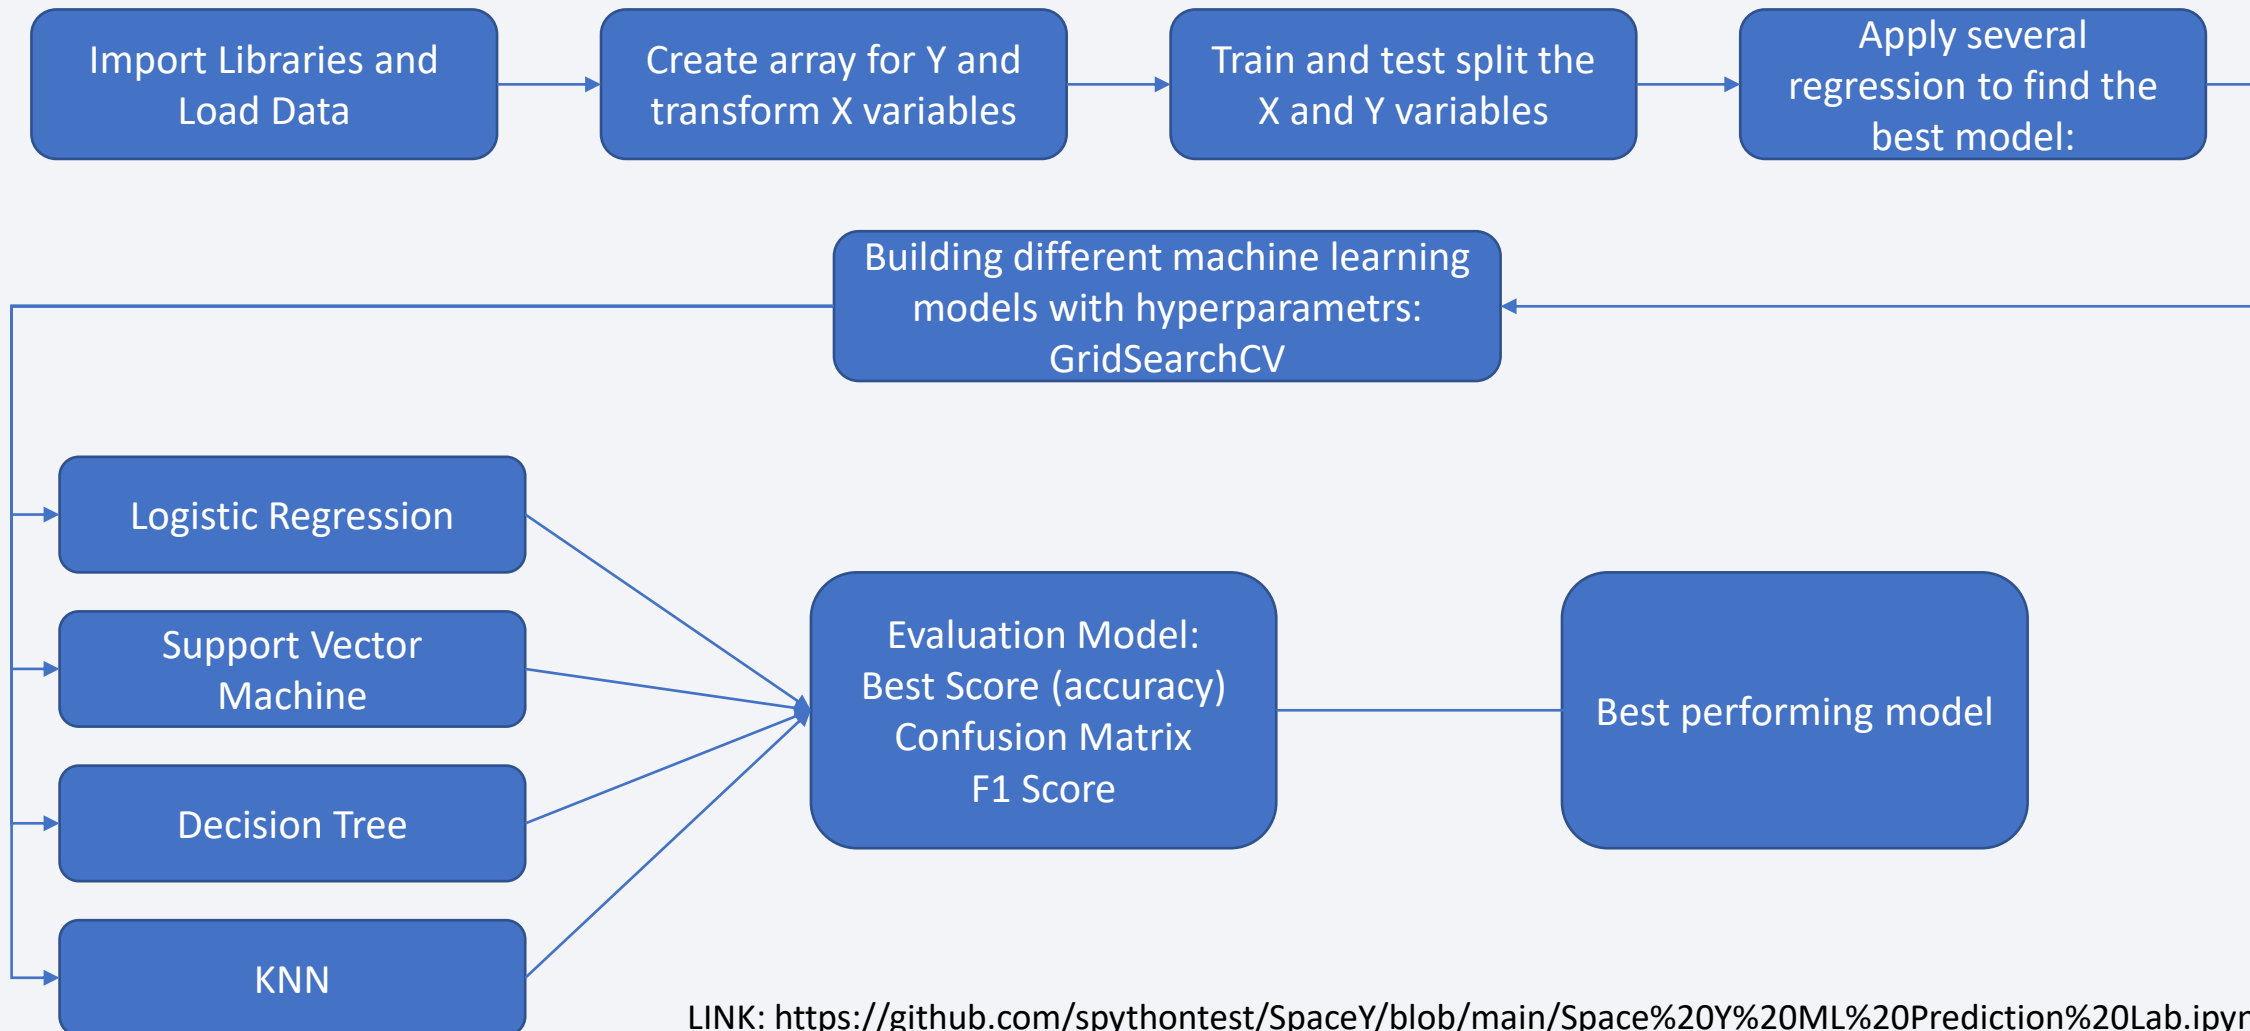 Import Libraries and
Load Data
Create array for Y and
transform X variables
Train and test split the
X and Y variables
Apply several
regression to find the
best model:
Building different machine learning
models with hyperparametrs:
GridSearchCV
Logistic Regression
Support Vector
Machine
Decision Tree
KNN
Evaluation Model:
Best Score (accuracy)
Confusion Matrix
F1 Score
Best performing model
LINK: https://github.com/spythontest/SpaceY/blob/main/Space%20Y%20ML%20Prediction%20Lab.ipyn